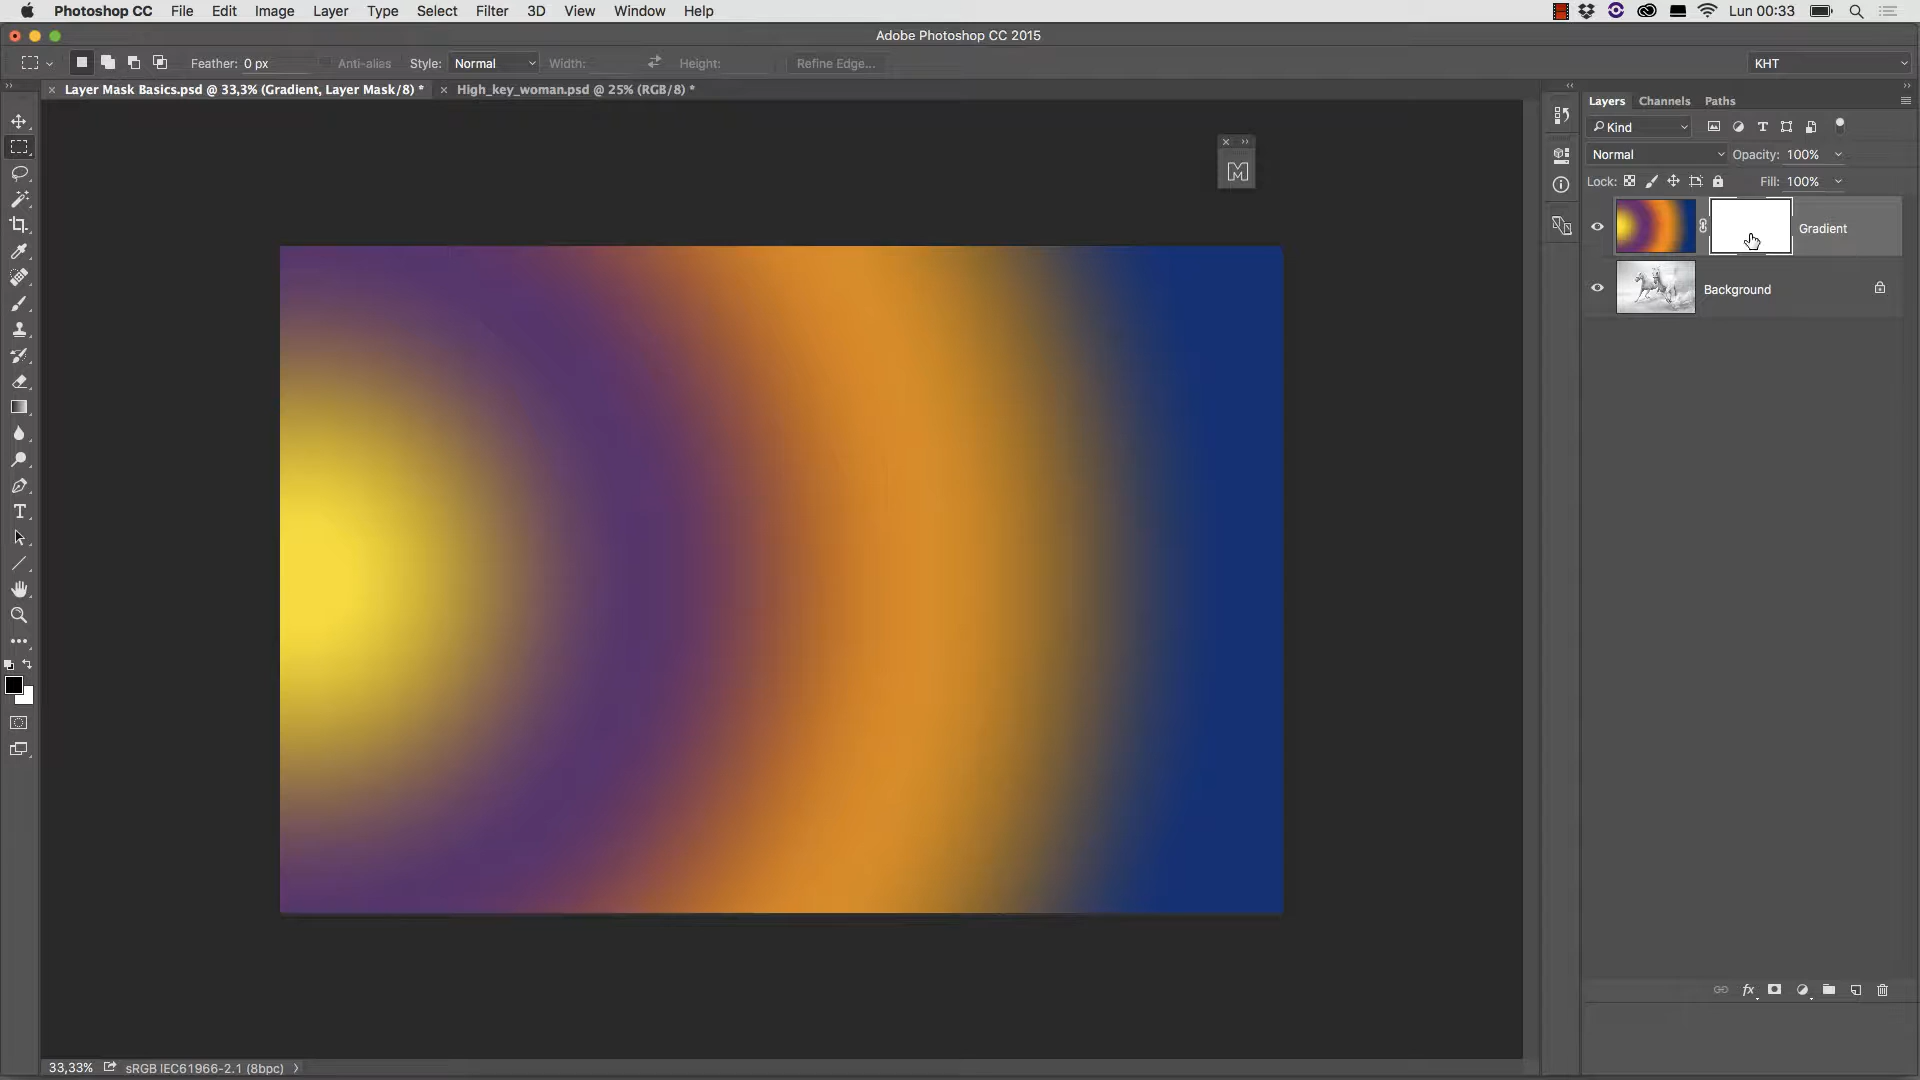 Photoshop CC File Edit Image Layer Type Select Filter 3D View Window Help Lun 00:33
Adobe Photoshop CC 2015
Feather: 0 px Anti-alias Style: Normal Width: Height: Refine Edge... KHT
Layer Mask Basics.psd @ 33,3% (Gradient, Layer Mask/8) * High_key_woman.psd @ 25% (RGB/8) *
Layers Channels Paths
Kind
Normal Opacity: 100%
Lock: Fill: 100%
Gradient
Background
fx
33,33% sRGB IEC61966-2.1 (8bpc)